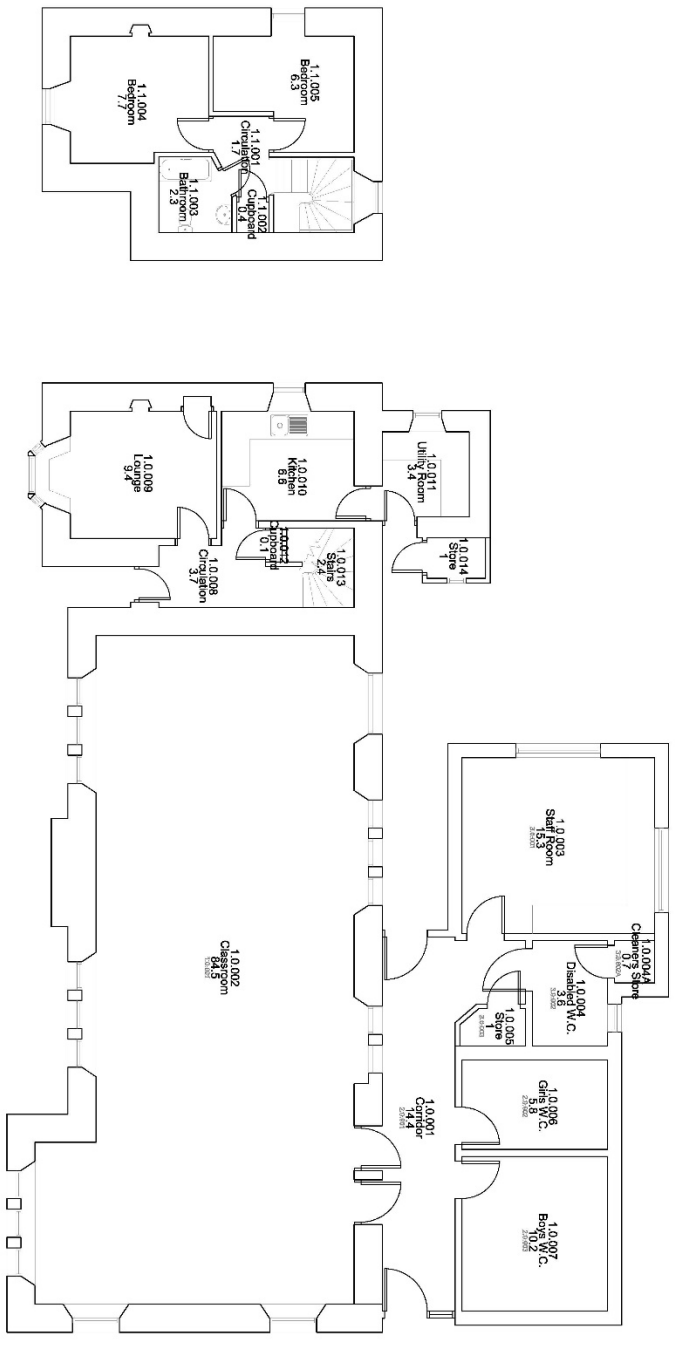 1.1.005
Bedroom
6.3
1.1.004
Bedroom
7.7
1.1.001
Circulation
1.7
1.1.003
Bathroom
2.3
1.1.002
Cupboard
0.4
1.0.009
Lounge
9.4
1.0.010
Kitchen
6.6
1.0.011
Utility Room
3.4
1.0.014
Store
1
1.0.012
Cupboard
0.1
1.0.013
Stairs
2.4
1.0.008
Circulation
3.7
1.0.003
Staff Room
15.3
1.0.002
Classroom
84.5
1.0.004A
Cleaners Store
0.7
1.0.004
Disabled W.C.
3.6
1.0.005
Store
1
1.0.001
Corridor
14.4
1.0.006
Girls W.C.
5.8
1.0.007
Boys W.C.
10.2